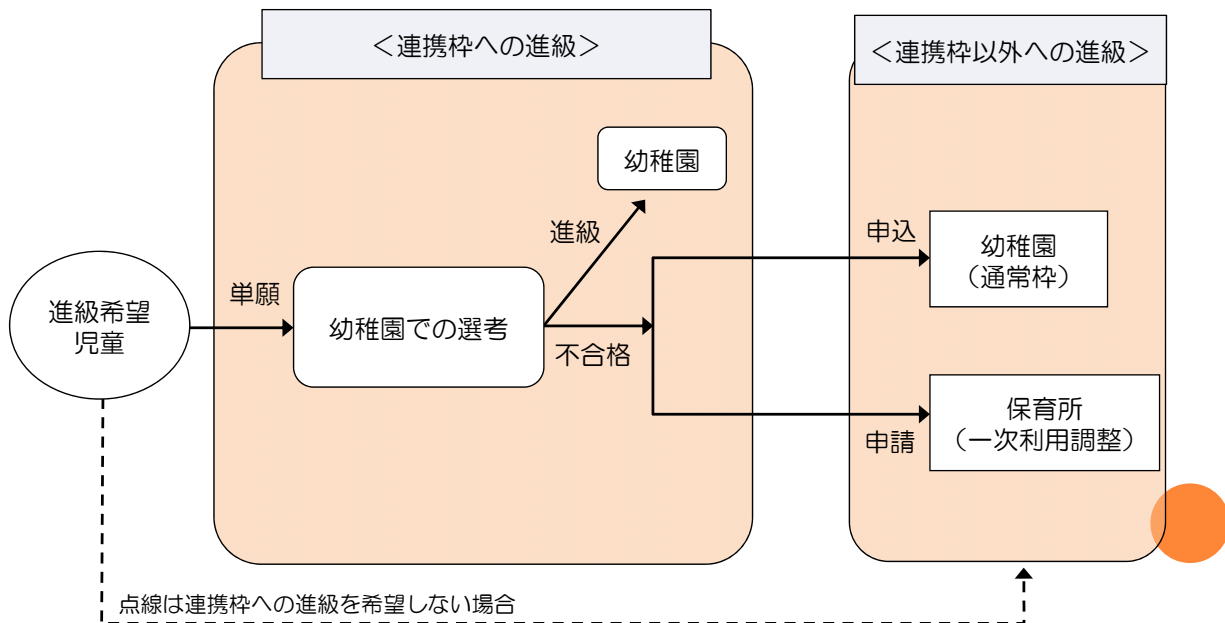 ＜連携枠への進級＞
＜連携枠以外への進級＞
幼稚園
進級
申込
幼稚園
（通常枠）
進級希望
児童
単願
幼稚園での選考
不合格
保育所
（一次利用調整）
申請
点線は連携枠への進級を希望しない場合